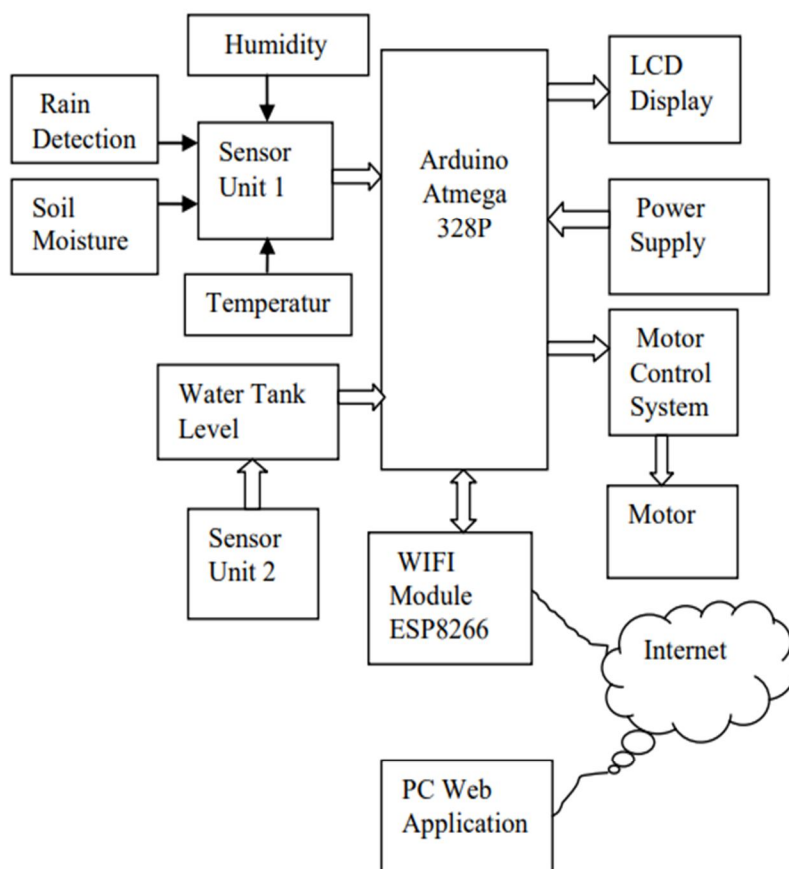 Humidity
LCD
Display
Rain
Detection
Sensor
Unit 1
Arduino
Atmega
328P
Soil
Moisture
Power
Supply
Temperatur
Motor
Control
System
Water Tank
Level
Motor
Sensor
Unit 2
WIFI
Module
ESP8266
Internet
PC Web
Application